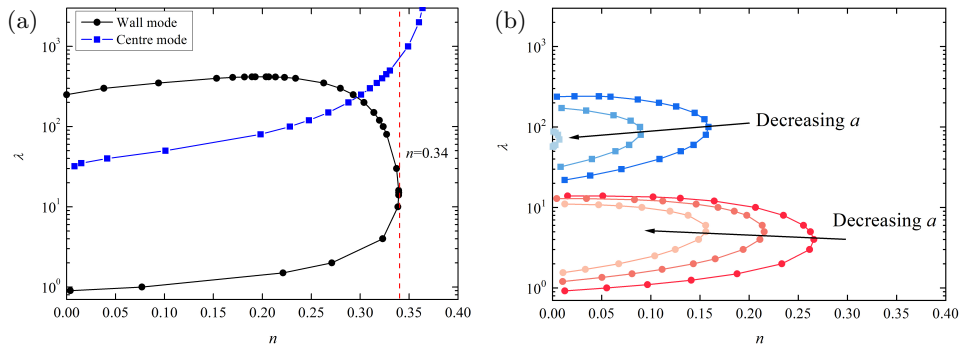 (a)
Wall mode
Centre mode
10³
10²
10¹
10⁰
λ
n=0.34
0.00 0.05 0.10 0.15 0.20 0.25 0.30 0.35 0.40
n
(b)
10³
10²
10¹
10⁰
λ
Decreasing a
Decreasing a
0.00 0.05 0.10 0.15 0.20 0.25 0.30 0.35 0.40
n